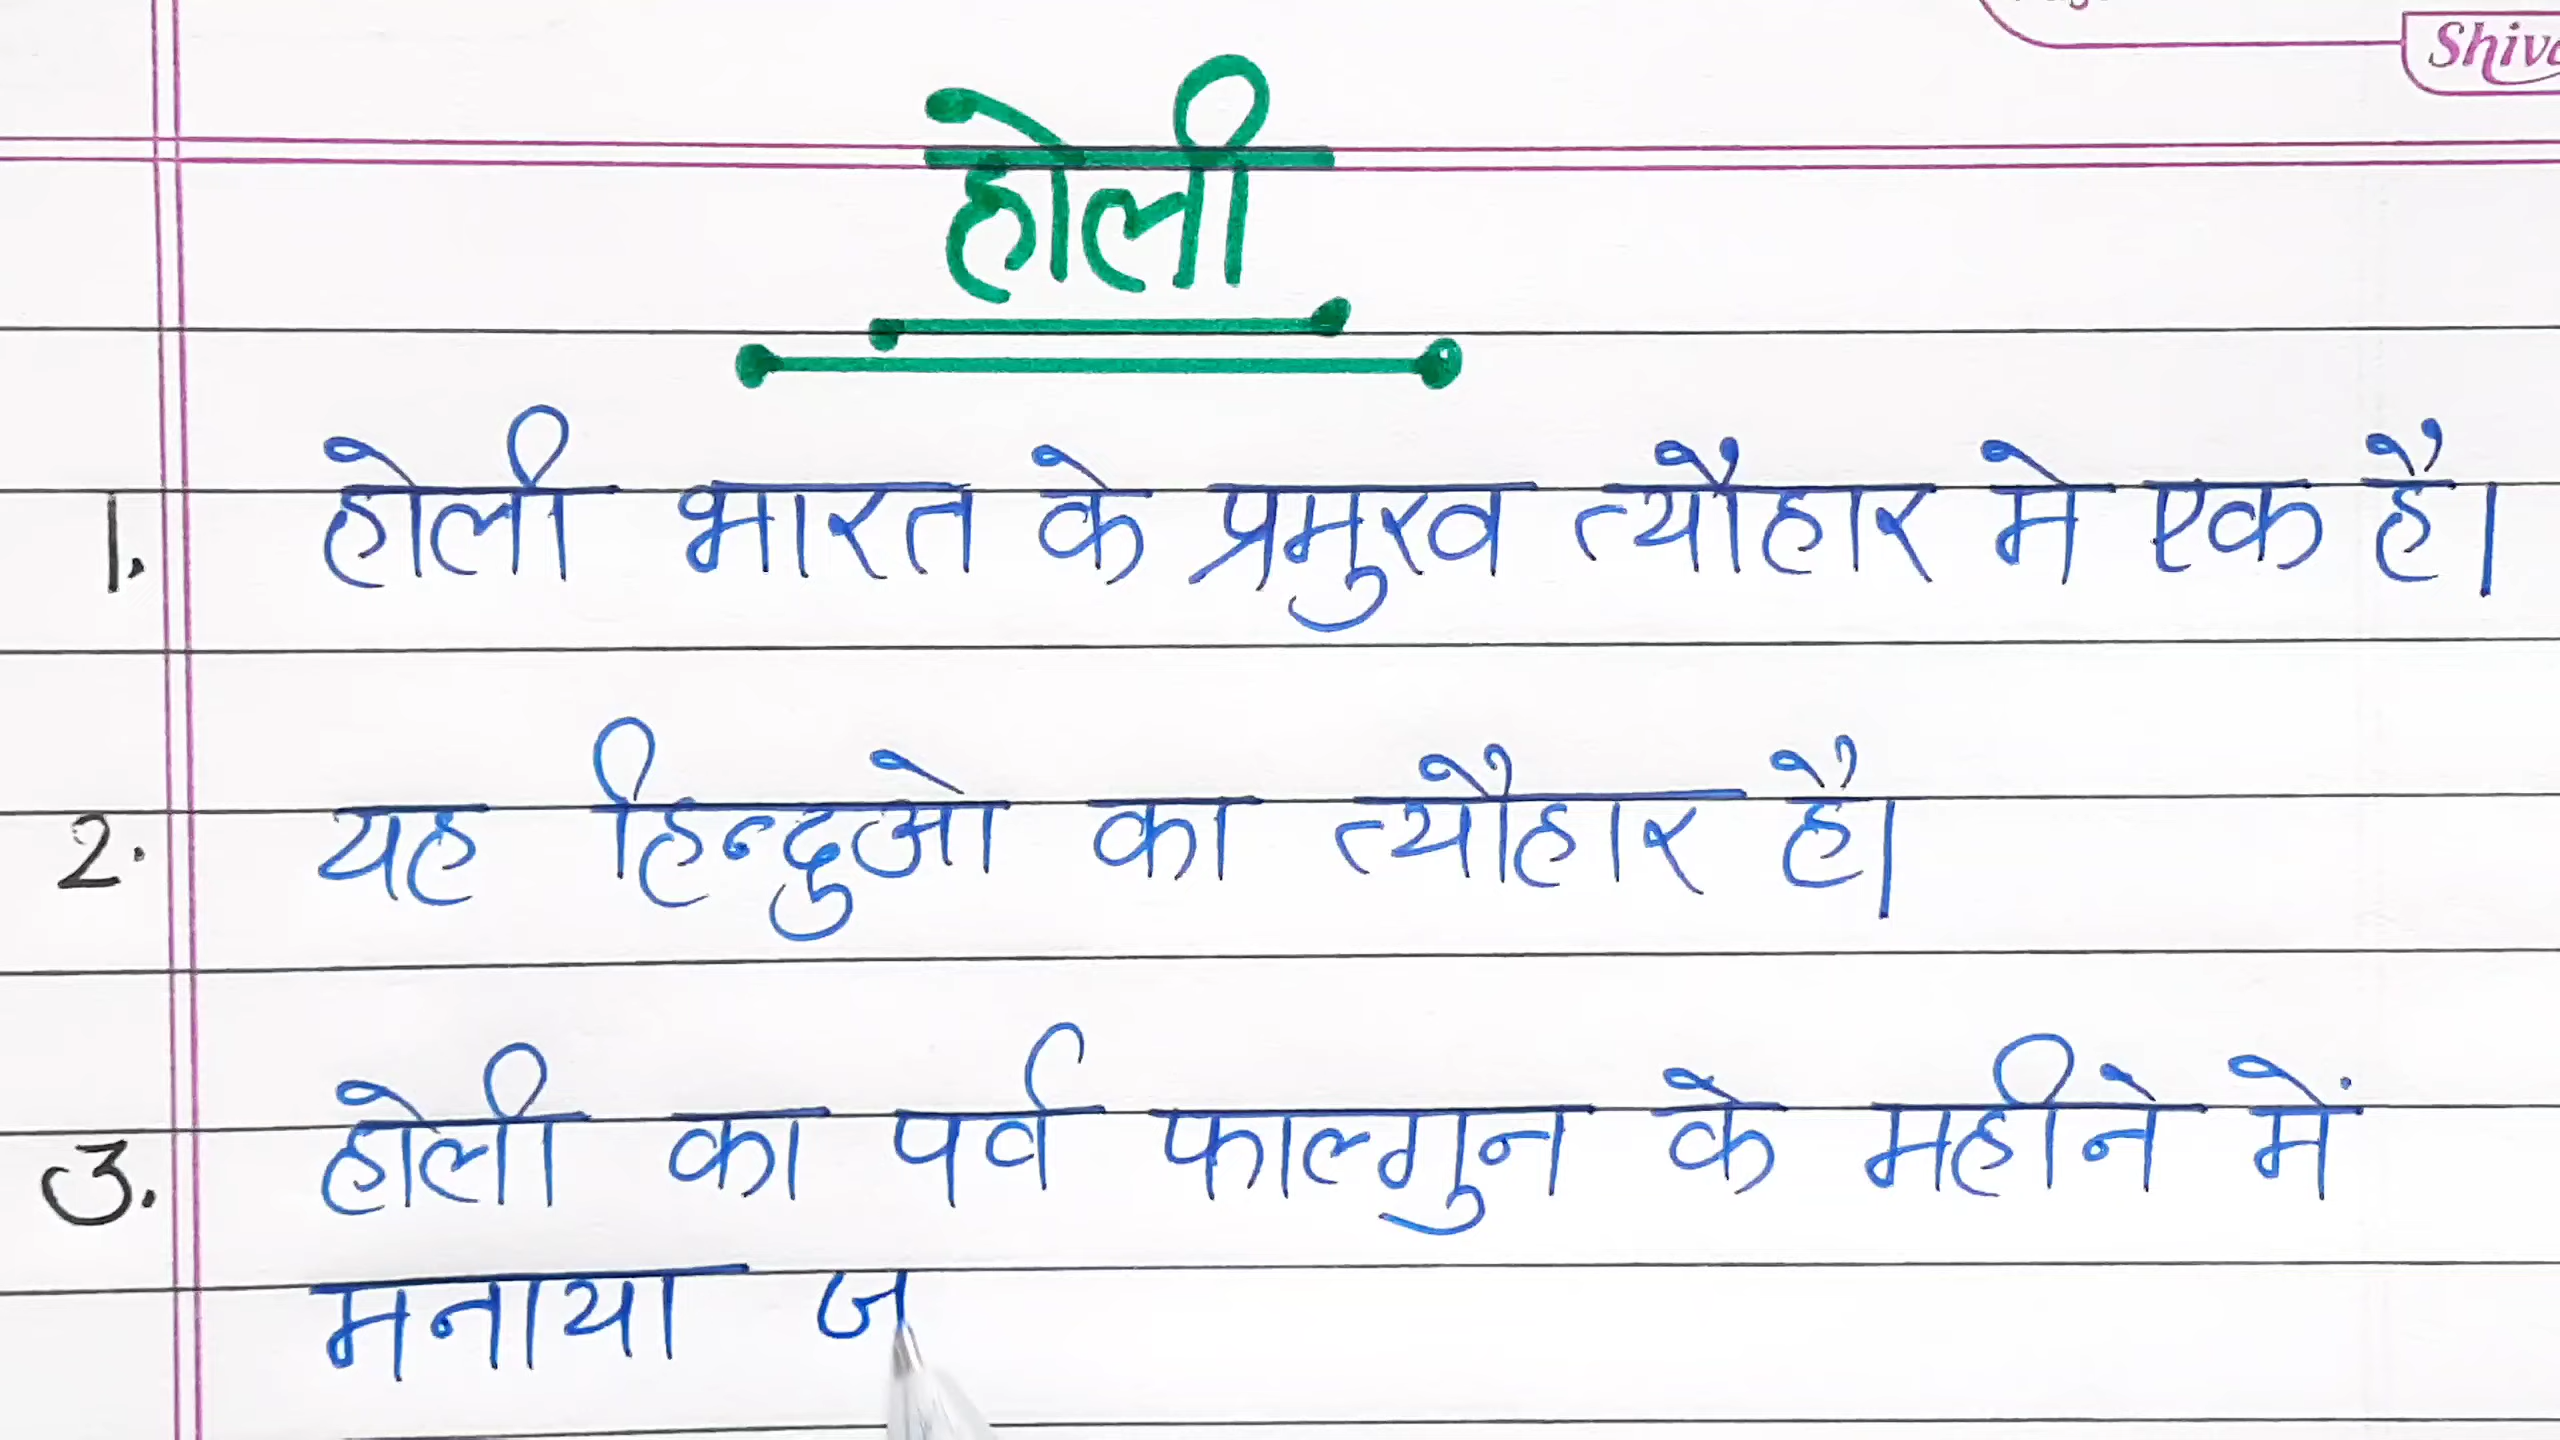 होली
1. होली भारत के प्रमुख त्यौहार मे एक है।
2. यह हिन्दुओ का त्यौहार है।
3. होली का पर्व फाल्गुन के महीने में
मनाया ज